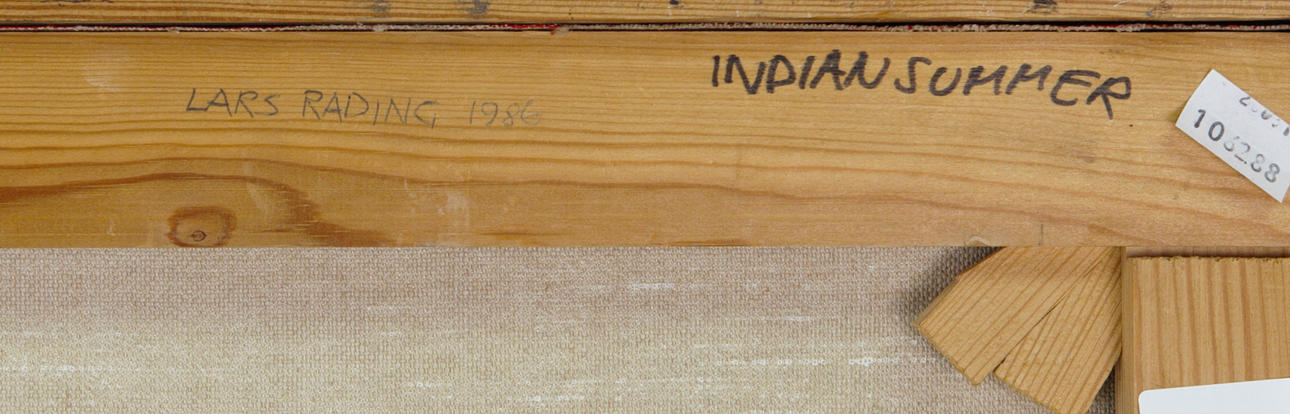 INDIAN SUMMER
LARS RADING 1986
106288